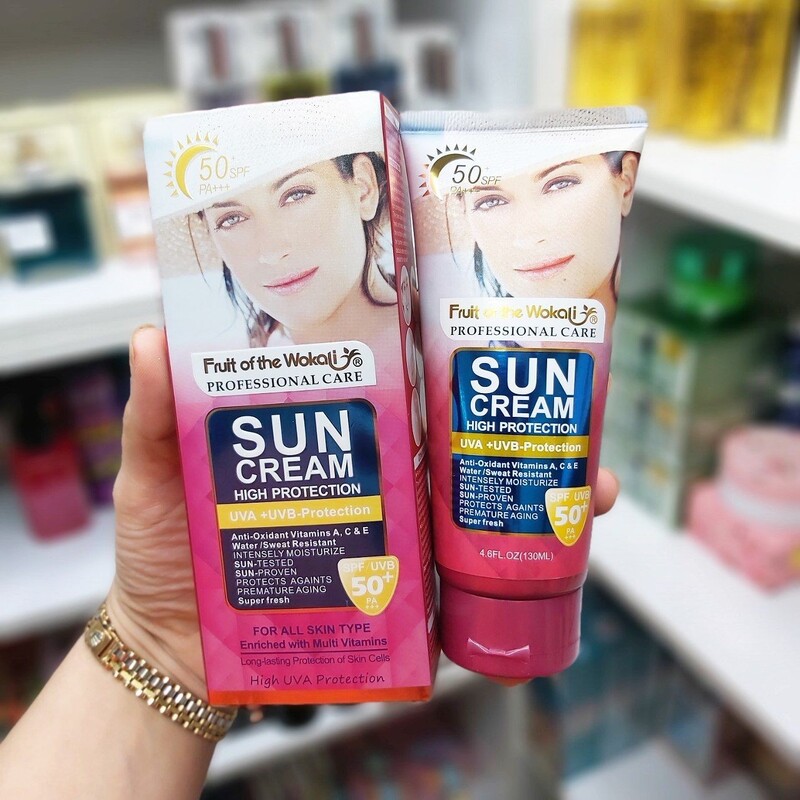 50+ SPF
PA+++
Fruit of the Wokali ®
PROFESSIONAL CARE
SUN
CREAM
HIGH PROTECTION
UVA +UVB-Protection
Anti-Oxidant Vitamins A, C & E
Water /Sweat Resistant
INTENSELY MOISTURIZE
SUN-TESTED
SUN-PROVEN
PROTECTS AGAINTS
PREMATURE AGING
Super fresh
SPF/UVB
50+
PA
+++
FOR ALL SKIN TYPE
Enriched with Multi Vitamins
Long-lasting Protection of Skin Cells
High UVA Protection
50+ SPF
PA+++
Fruit of the Wokali ®
PROFESSIONAL CARE
SUN
CREAM
HIGH PROTECTION
UVA +UVB-Protection
Anti-Oxidant Vitamins A, C & E
Water /Sweat Resistant
INTENSELY MOISTURIZE
SUN-TESTED
SUN-PROVEN
PROTECTS AGAINTS
PREMATURE AGING
Super fresh
SPF UVB
50+
PA
+++
4.6FL.OZ(130ML)